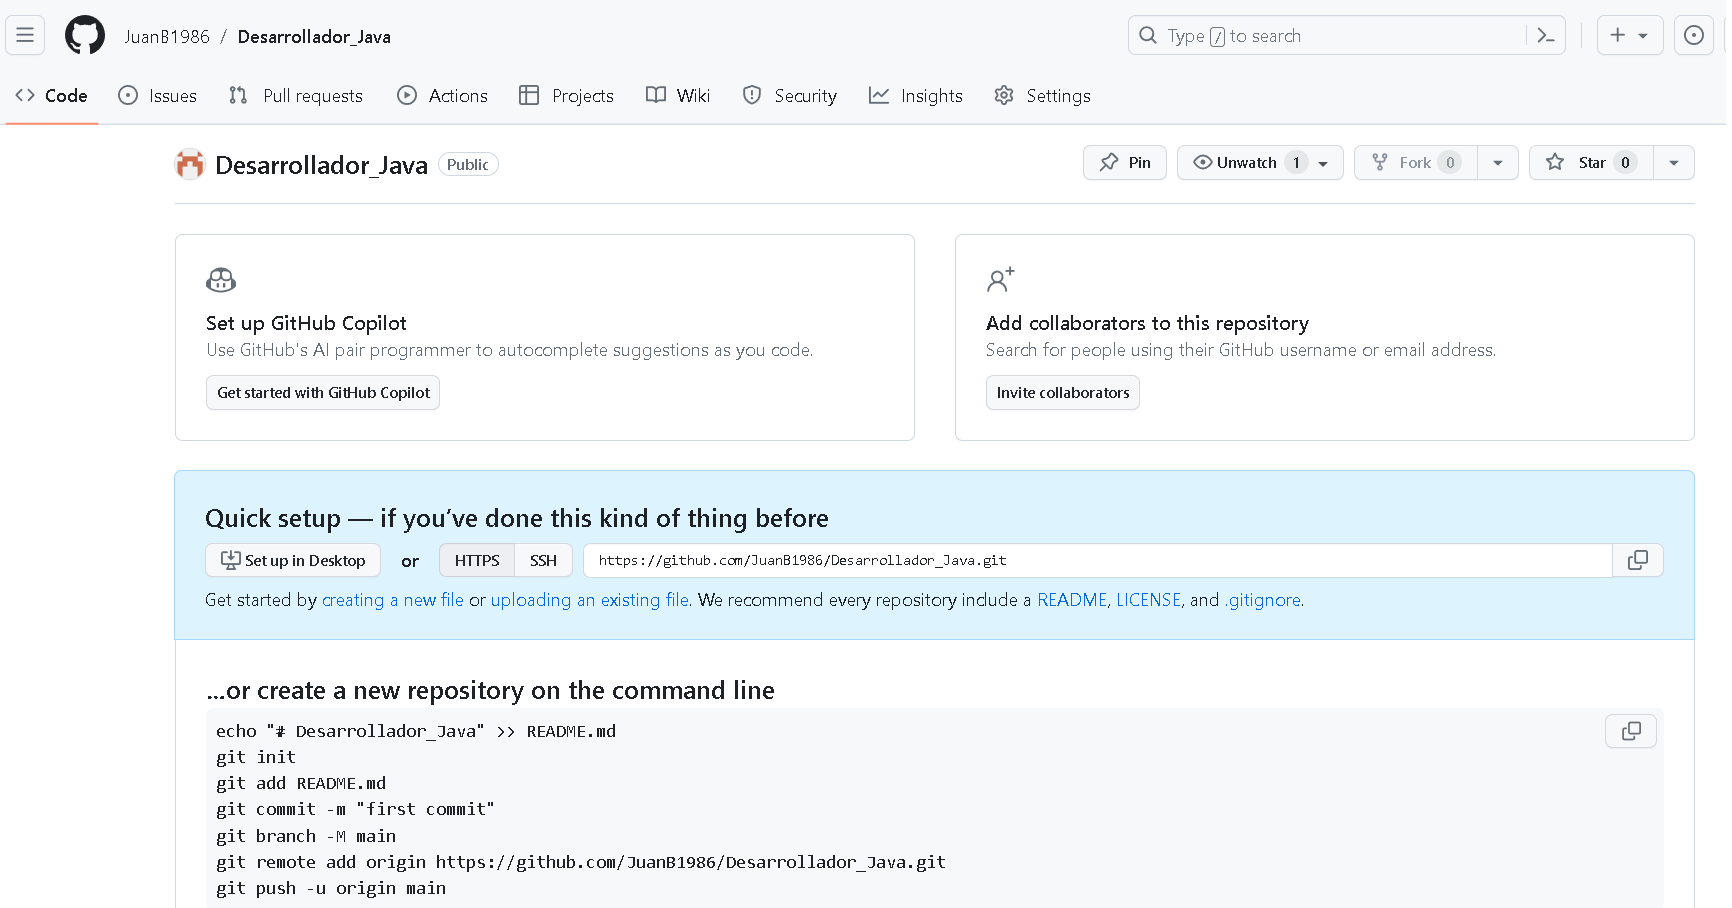 JuanB1986 / Desarrollador_Java
Type / to search
Code Issues Pull requests Actions Projects Wiki Security Insights Settings
Desarrollador_Java Public
Pin Unwatch 1 Fork 0 Star 0
Set up GitHub Copilot
Use GitHub's AI pair programmer to autocomplete suggestions as you code.
Get started with GitHub Copilot
Add collaborators to this repository
Search for people using their GitHub username or email address.
Invite collaborators
Quick setup — if you’ve done this kind of thing before
Set up in Desktop or HTTPS SSH https://github.com/JuanB1986/Desarrollador_Java.git
Get started by creating a new file or uploading an existing file. We recommend every repository include a README, LICENSE, and .gitignore.
…or create a new repository on the command line
echo "# Desarrollador_Java" >> README.md
git init
git add README.md
git commit -m "first commit"
git branch -M main
git remote add origin https://github.com/JuanB1986/Desarrollador_Java.git
git push -u origin main